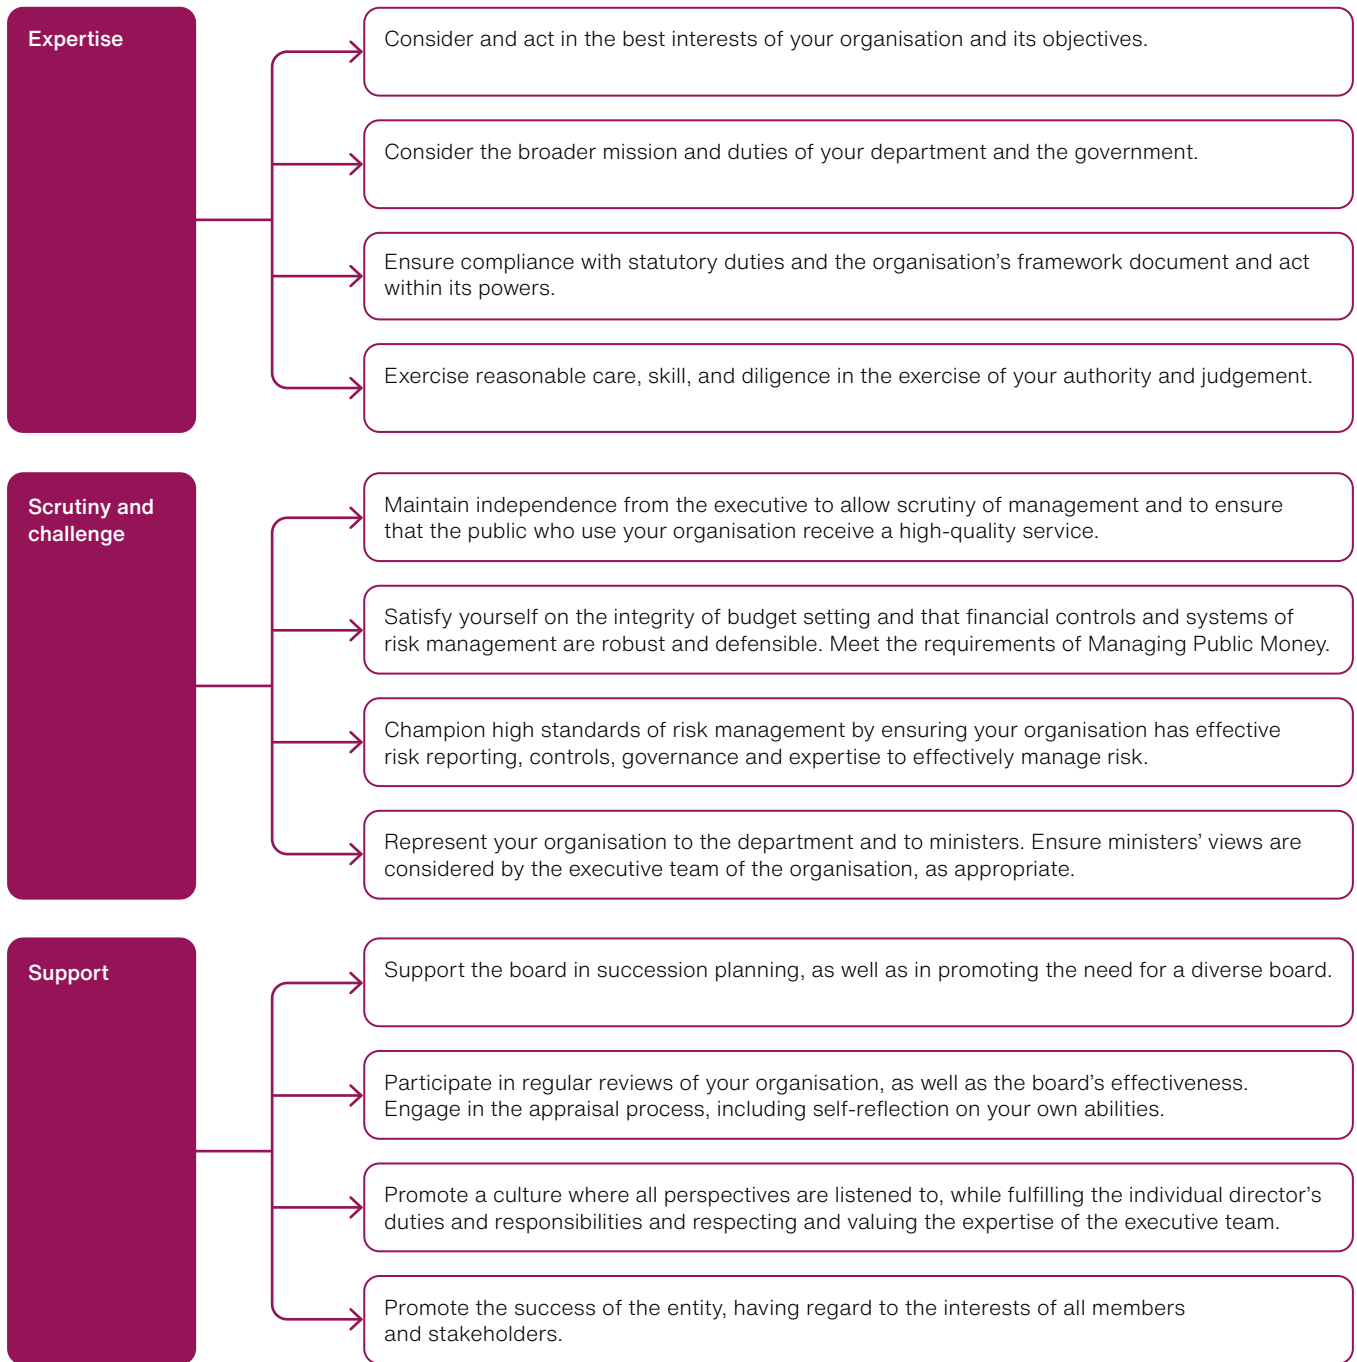 Expertise
Consider and act in the best interests of your organisation and its objectives.
Consider the broader mission and duties of your department and the government.
Ensure compliance with statutory duties and the organisation’s framework document and act
within its powers.
Exercise reasonable care, skill, and diligence in the exercise of your authority and judgement.
Scrutiny and
challenge
Maintain independence from the executive to allow scrutiny of management and to ensure
that the public who use your organisation receive a high-quality service.
Satisfy yourself on the integrity of budget setting and that financial controls and systems of
risk management are robust and defensible. Meet the requirements of Managing Public Money.
Champion high standards of risk management by ensuring your organisation has effective
risk reporting, controls, governance and expertise to effectively manage risk.
Represent your organisation to the department and to ministers. Ensure ministers’ views are
considered by the executive team of the organisation, as appropriate.
Support
Support the board in succession planning, as well as in promoting the need for a diverse board.
Participate in regular reviews of your organisation, as well as the board’s effectiveness.
Engage in the appraisal process, including self-reflection on your own abilities.
Promote a culture where all perspectives are listened to, while fulfilling the individual director’s
duties and responsibilities and respecting and valuing the expertise of the executive team.
Promote the success of the entity, having regard to the interests of all members
and stakeholders.